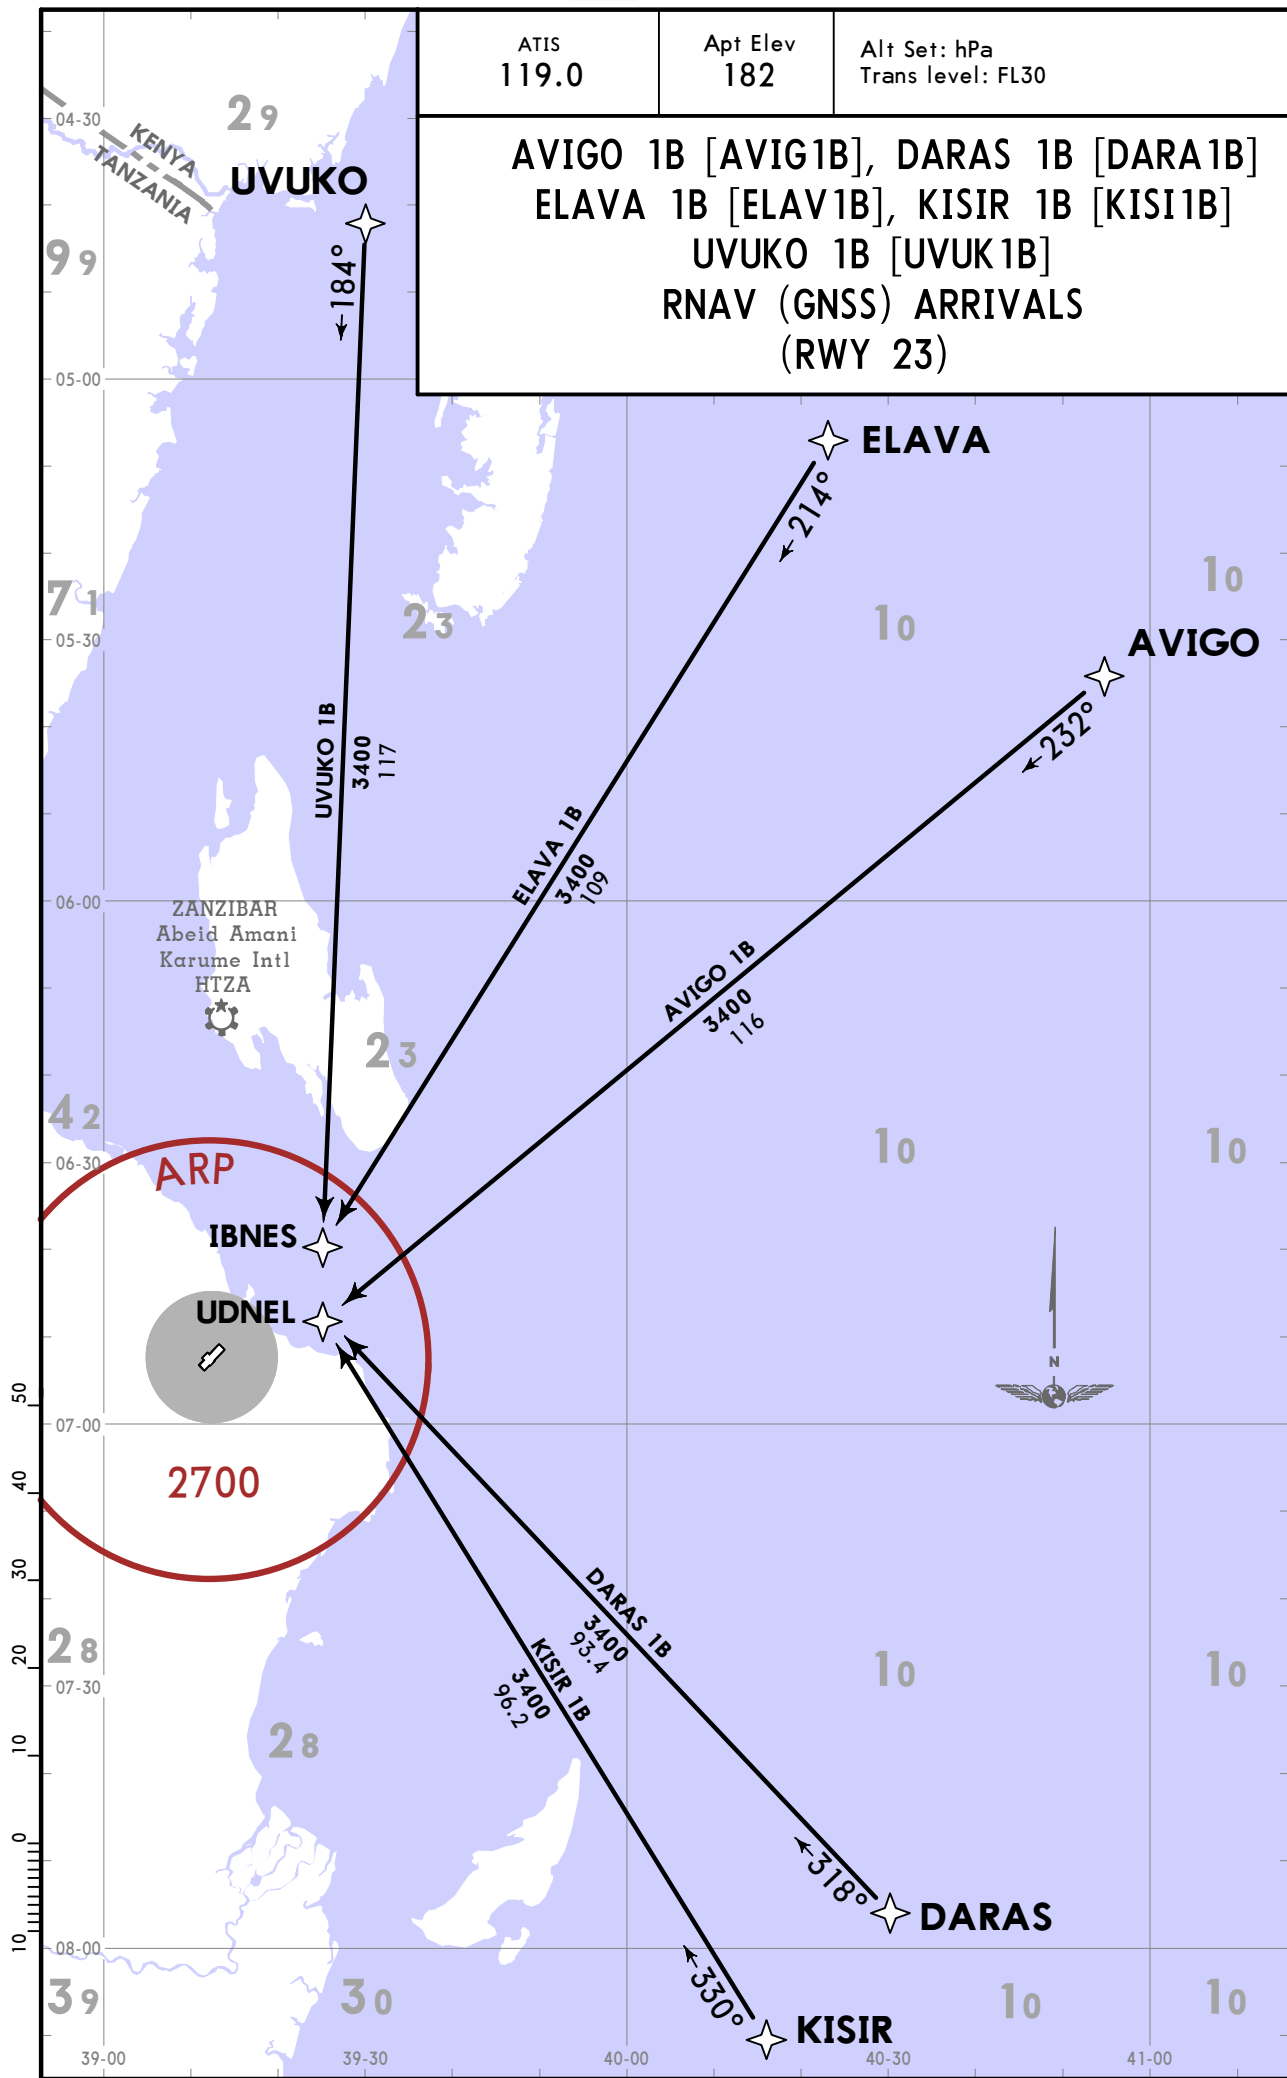 ATIS
119.0
Apt Elev
182
Alt Set: hPa
Trans level: FL30
AVIGO 1B [AVIG1B], DARAS 1B [DARA1B]
ELAVA 1B [ELAV1B], KISIR 1B [KISI1B]
UVUKO 1B [UVUK1B]
RNAV (GNSS) ARRIVALS
(RWY 23)
29
04-30
KENYA
TANZANIA
UVUKO
99
184°
05-00
ELAVA
214°
10
71
23
10
05-30
AVIGO
232°
UVUKO 1B
3400
117
ELAVA 1B
3400
109
06-00
ZANZIBAR
Abeid Amani
Karume Intl
HTZA
AVIGO 1B
3400
116
23
42
06-30
ARP
10
10
IBNES
UDNEL
N
50
07-00
40
2700
30
DARAS 1B
3400
93.4
28
20
KISIR 1B
3400
96.2
10
10
07-30
28
10
0
318°
DARAS
10
08-00
330°
39
30
10
10
KISIR
39-00
39-30
40-00
40-30
41-00